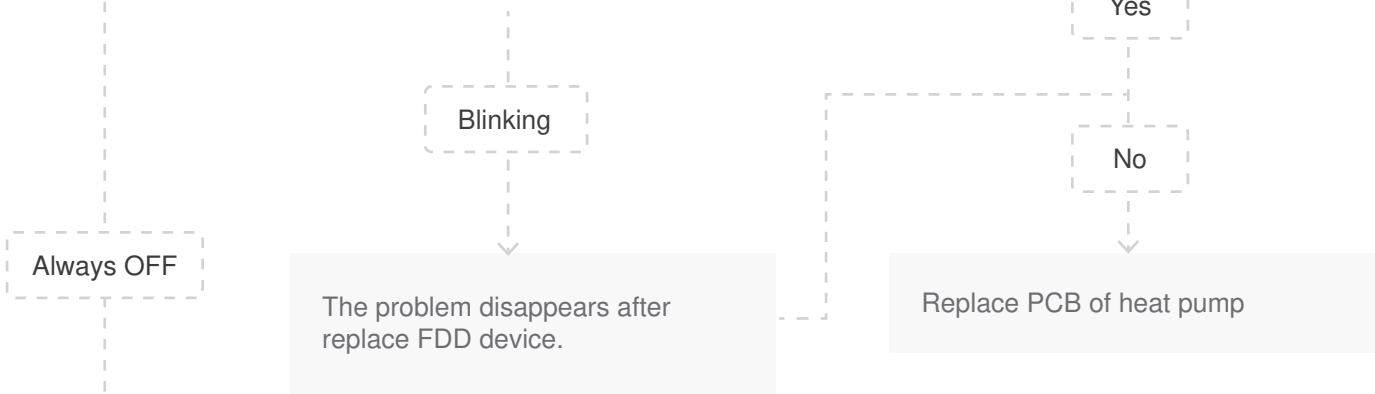 Yes
Blinking
No
Always OFF
The problem disappears after
replace FDD device.
Replace PCB of heat pump